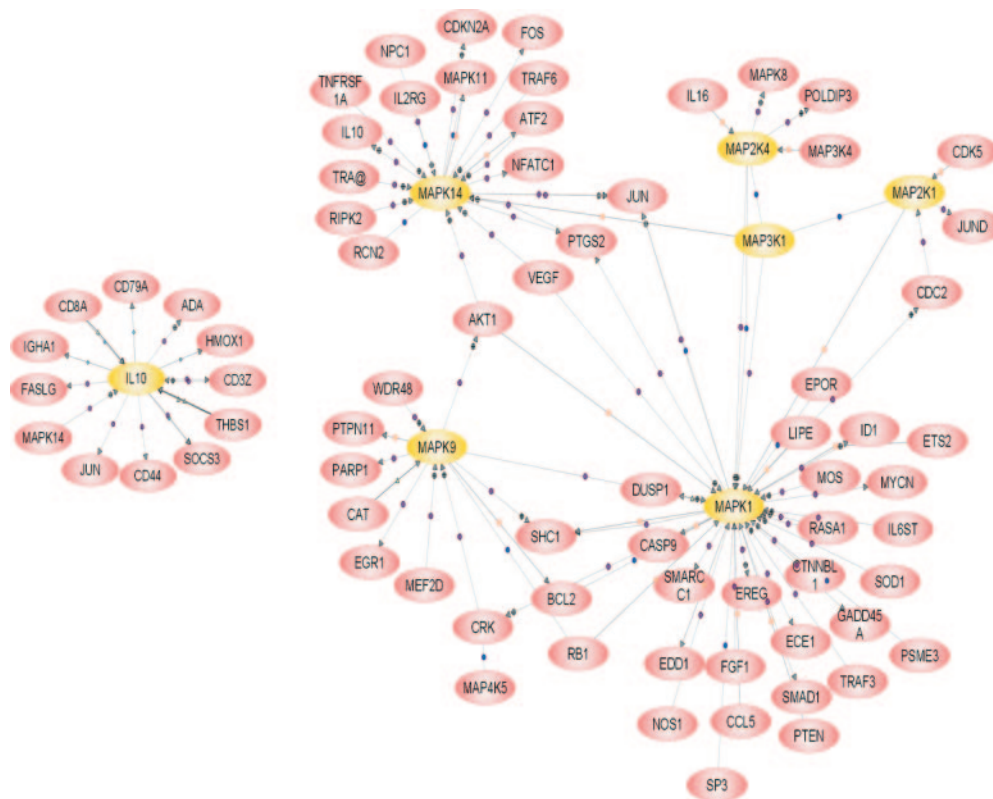 CDKN2A
FOS
NPC1
TNFRSF
1A
MAPK11
TRAF6
MAPK8
IL2RG
IL16
POLDIP3
IL10
ATF2
MAP2K4
MAP3K4
CDK5
TRA@
NFATC1
MAPK14
JUN
MAP2K1
RIPK2
JUND
RCN2
PTGS2
MAP3K1
VEGF
CDC2
CD79A
CD8A
ADA
AKT1
IGHA1
HMOX1
IL10
CD3Z
FASLG
WDR48
EPOR
THBS1
PTPN11
LIPE
ID1
ETS2
MAPK14
MAPK9
SOCS3
PARP1
JUN
CD44
DUSP1
MOS
MYCN
MAPK1
CAT
RASA1
IL6ST
SHC1
CASP9
EGR1
MEF2D
SMARC
C1
CTNNBL
1
SOD1
BCL2
EREG
CRK
GADD45
A
ECE1
RB1
PSME3
EDD1
FGF1
TRAF3
MAP4K5
SMAD1
NOS1
CCL5
PTEN
SP3